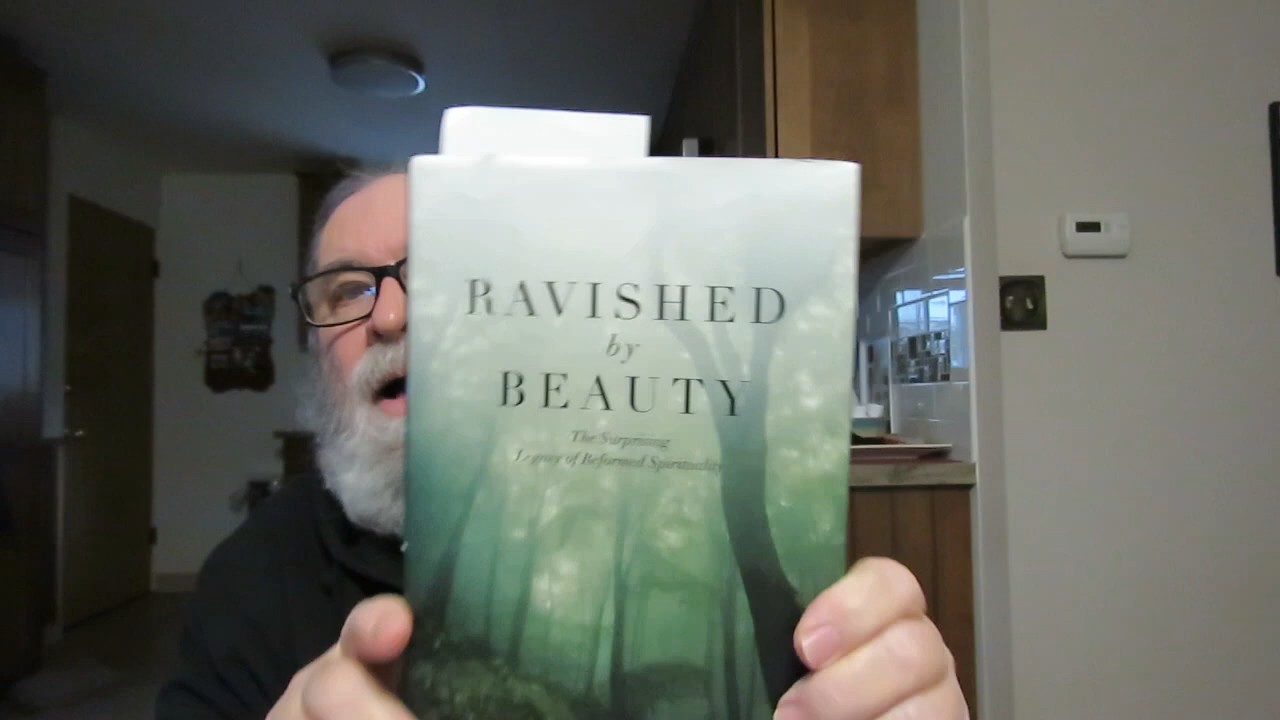 RAVISHED
by
BEAUTY
The Surprising
Legacy of Reformed Spirituality